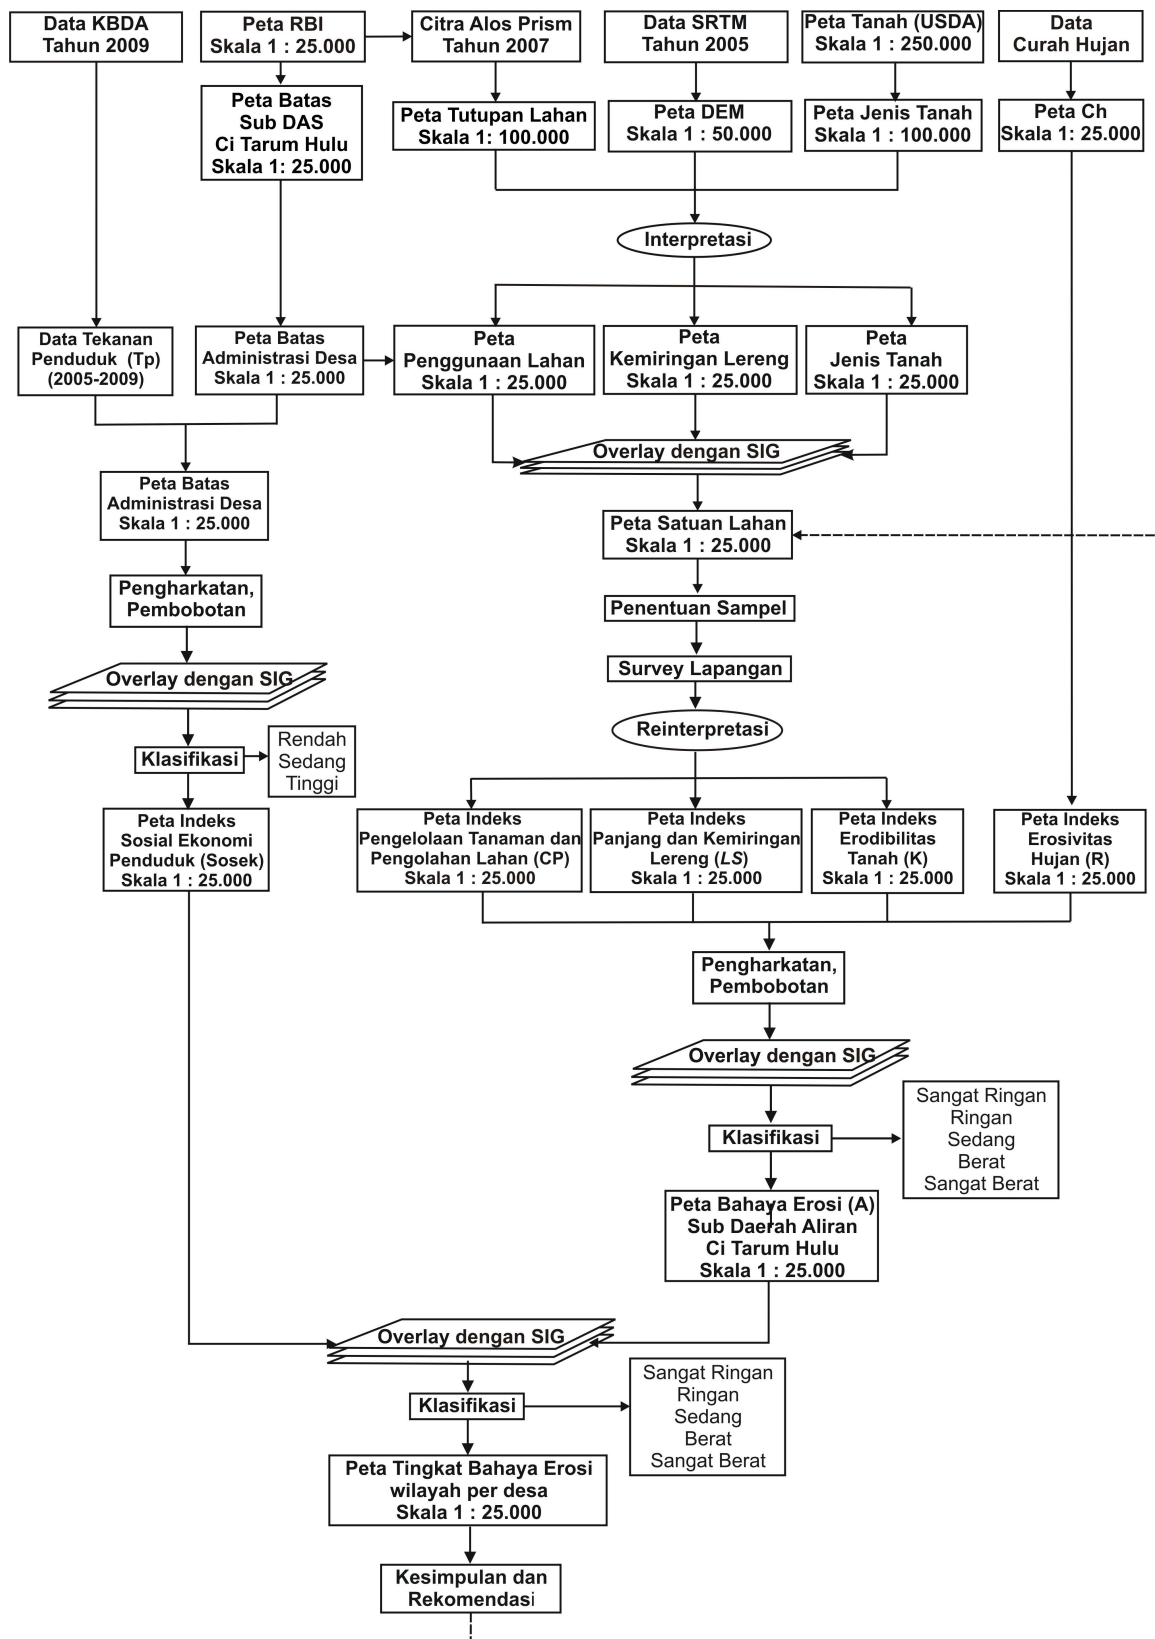 Data KBDA
Tahun 2009
Peta RBI
Skala 1 : 25.000
Citra Alos Prism
Tahun 2007
Data SRTM
Tahun 2005
Peta Tanah (USDA)
Skala 1 : 250.000
Data
Curah Hujan
Peta Batas
Sub DAS
Ci Tarum Hulu
Skala 1: 25.000
Peta Tutupan Lahan
Skala 1: 100.000
Peta DEM
Skala 1 : 50.000
Peta Jenis Tanah
Skala 1 : 100.000
Peta Ch
Skala 1: 25.000
Interpretasi
Data Tekanan
Penduduk (Tp)
(2005-2009)
Peta Batas
Administrasi Desa
Skala 1 : 25.000
Peta
Penggunaan Lahan
Skala 1 : 25.000
Peta
Kemiringan Lereng
Skala 1 : 25.000
Peta
Jenis Tanah
Skala 1 : 25.000
Overlay dengan SIG
Peta Batas
Administrasi Desa
Skala 1 : 25.000
Peta Satuan Lahan
Skala 1 : 25.000
Pengharkatan,
Pembobotan
Penentuan Sampel
Survey Lapangan
Overlay dengan SIG
Reinterpretasi
Klasifikasi
Rendah
Sedang
Tinggi
Peta Indeks
Sosial Ekonomi
Penduduk (Sosek)
Skala 1 : 25.000
Peta Indeks
Pengelolaan Tanaman dan
Pengolahan Lahan (CP)
Skala 1 : 25.000
Peta Indeks
Panjang dan Kemiringan
Lereng (LS)
Skala 1 : 25.000
Peta Indeks
Erodibilitas
Tanah (K)
Skala 1 : 25.000
Peta Indeks
Erosivitas
Hujan (R)
Skala 1 : 25.000
Pengharkatan,
Pembobotan
Overlay dengan SIG
Klasifikasi
Sangat Ringan
Ringan
Sedang
Berat
Sangat Berat
Peta Bahaya Erosi (A)
Sub Daerah Aliran
Ci Tarum Hulu
Skala 1 : 25.000
Overlay dengan SIG
Klasifikasi
Sangat Ringan
Ringan
Sedang
Berat
Sangat Berat
Peta Tingkat Bahaya Erosi
wilayah per desa
Skala 1 : 25.000
Kesimpulan dan
Rekomendasi